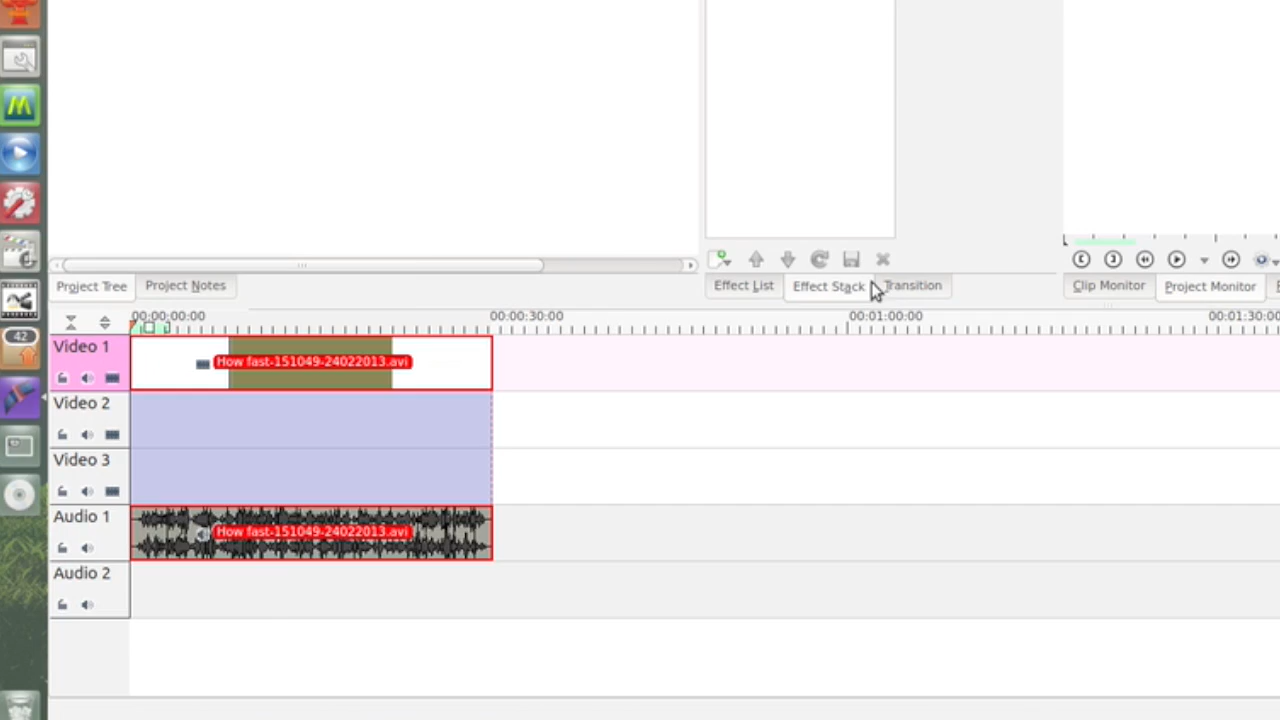 Project Tree
Project Notes
Effect List
Effect Stack
Transition
Clip Monitor
Project Monitor
00:00:00:00
00:00:30:00
00:01:00:00
00:01:30:00
42
Video 1
How fast-151049-24022013.avi
Video 2
Video 3
Audio 1
How fast-151049-24022013.avi
Audio 2